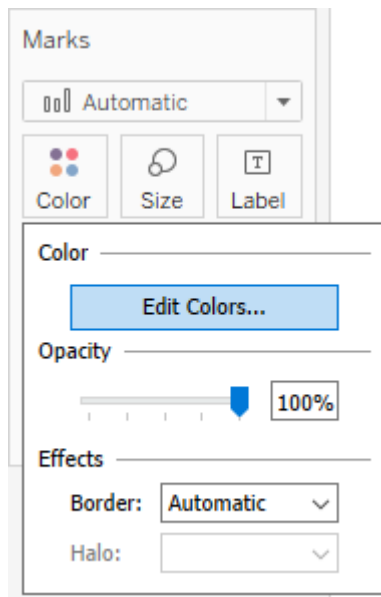 Marks
Automatic
Color Size Label
Color
Edit Colors...
Opacity
100%
Effects
Border: Automatic
Halo: